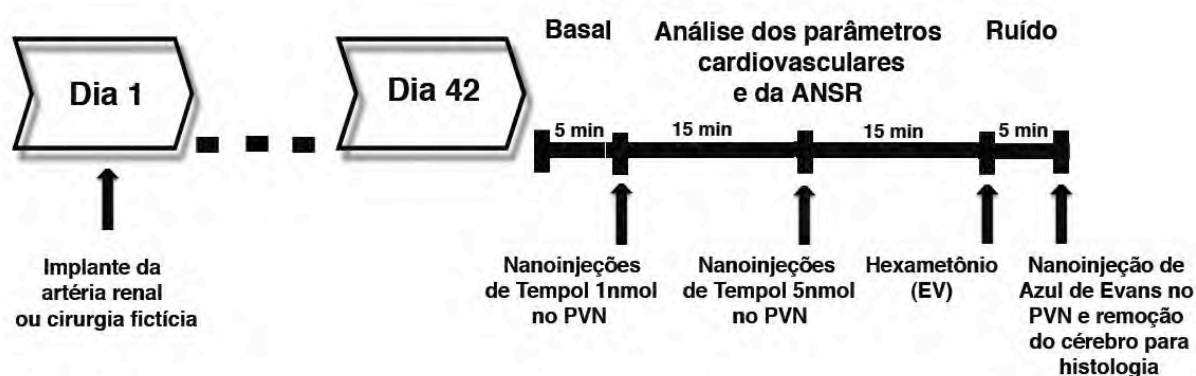 Basal
Análise dos parâmetros
cardiovasculares
e da ANSR
Ruído
Dia 1
Dia 42
5 min
15 min
15 min
5 min
Implante da
artéria renal
ou cirurgia fictícia
Nanoinjeções
de Tempol 1nmol
no PVN
Nanoinjeções
de Tempol 5nmol
no PVN
Hexametônio
(EV)
Nanoinjeção de
Azul de Evans no
PVN e remoção
do cérebro para
histologia